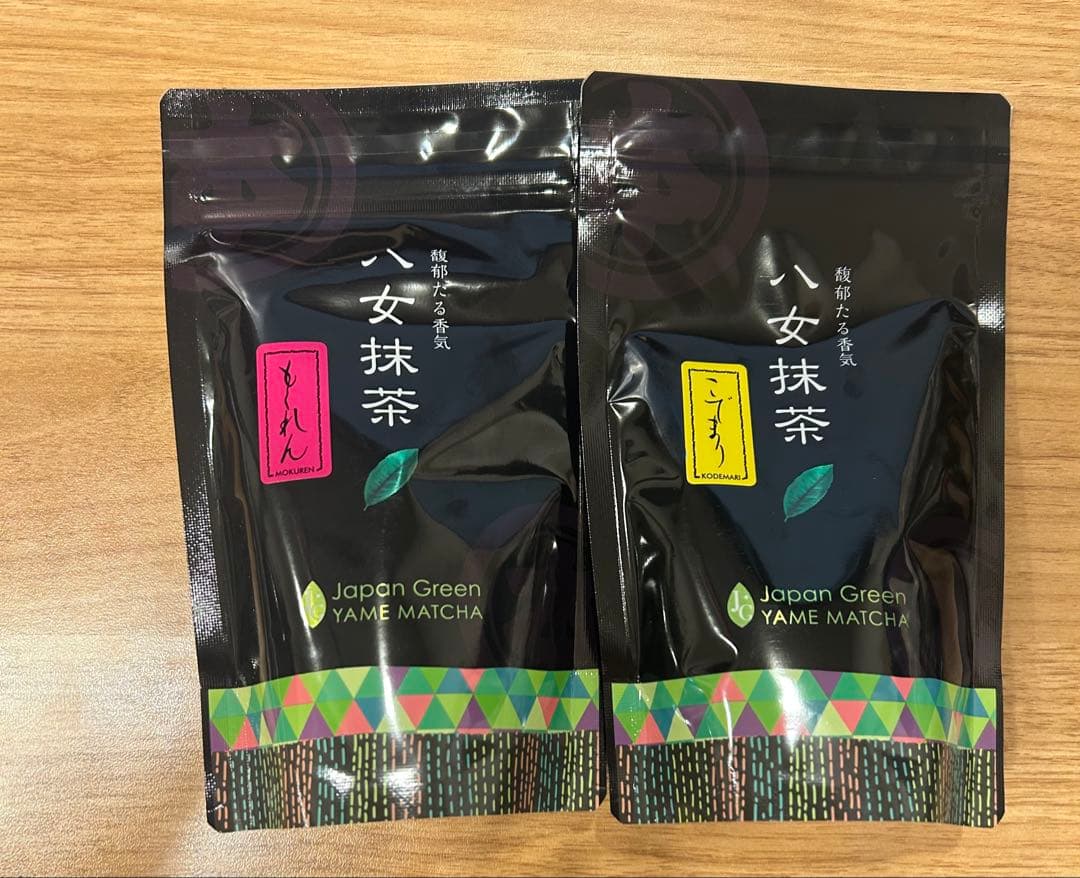 馥郁たる香気
八女抹茶
もくれん
MOKUREN
Japan Green
YAME MATCHA
馥郁たる香気
八女抹茶
こでまり
KODEMARI
JG
Japan Green
YAME MATCHA